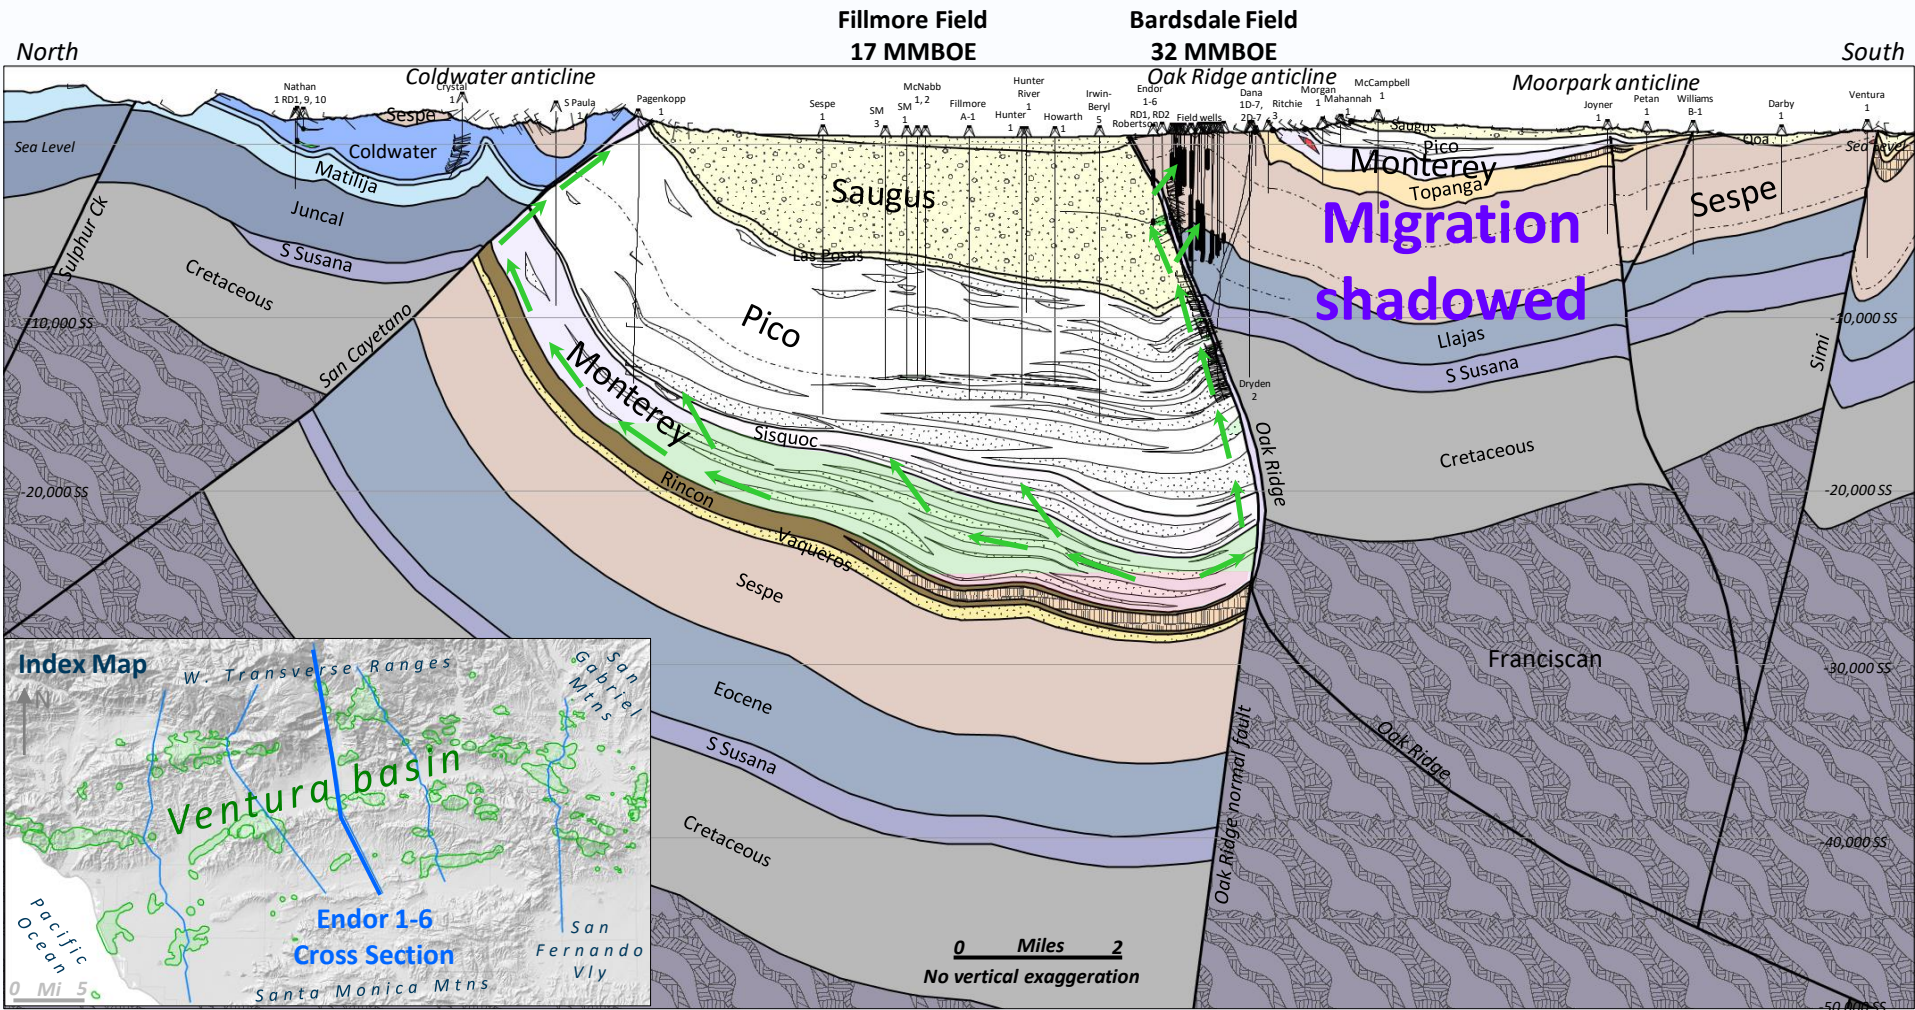 Fillmore Field
17 MMBOE
Bardsdale Field
32 MMBOE
North
South
Coldwater anticline
Oak Ridge anticline
Moorpark anticline
Nathan
1 RD1, 9, 10
Crystal
1
S Paula
1
Pagenkopp
1
Sespe
1
SM
3
McNabb
1, 2
SM
1
Fillmore
A-1
Hunter
River
1
Hunter
1
Howarth
1
Irwin-
Beryl
5
Endor
1-6
RD1, RD2
Robertson
Field wells
Dana
1D-7,
2D-7
Ritchie
3
Morgan
1
Mahannah
1
McCampbell
1
Joyner
1
Petan
1
Williams
B-1
Darby
1
Ventura
1
Sea Level
Sespe
Coldwater
Matilija
Juncal
S Susana
Cretaceous
Sulphur Ck
San Cayetano
-10,000 SS
-20,000 SS
Saugus
Las Posas
Pico
Monterey
Sisquoc
Rincon
Vaqueros
Sespe
Eocene
S Susana
Cretaceous
Saugus
Pico
Monterey
Topanga
Qoa
Sea Level
Sespe
Migration
shadowed
Llajas
S Susana
Cretaceous
Dryden
2
Oak Ridge
Simi
-10,000 SS
-20,000 SS
Franciscan
-30,000 SS
Oak Ridge
Oak Ridge normal fault
-40,000 SS
-50,000 SS
0 Miles 2
No vertical exaggeration
Index Map
N
W. Transverse Ranges
San
Gabriel
Mtns
Ventura basin
Endor 1-6
Cross Section
Pacific
Ocean
San
Fernando
Vly
Santa Monica Mtns
0 Mi 5